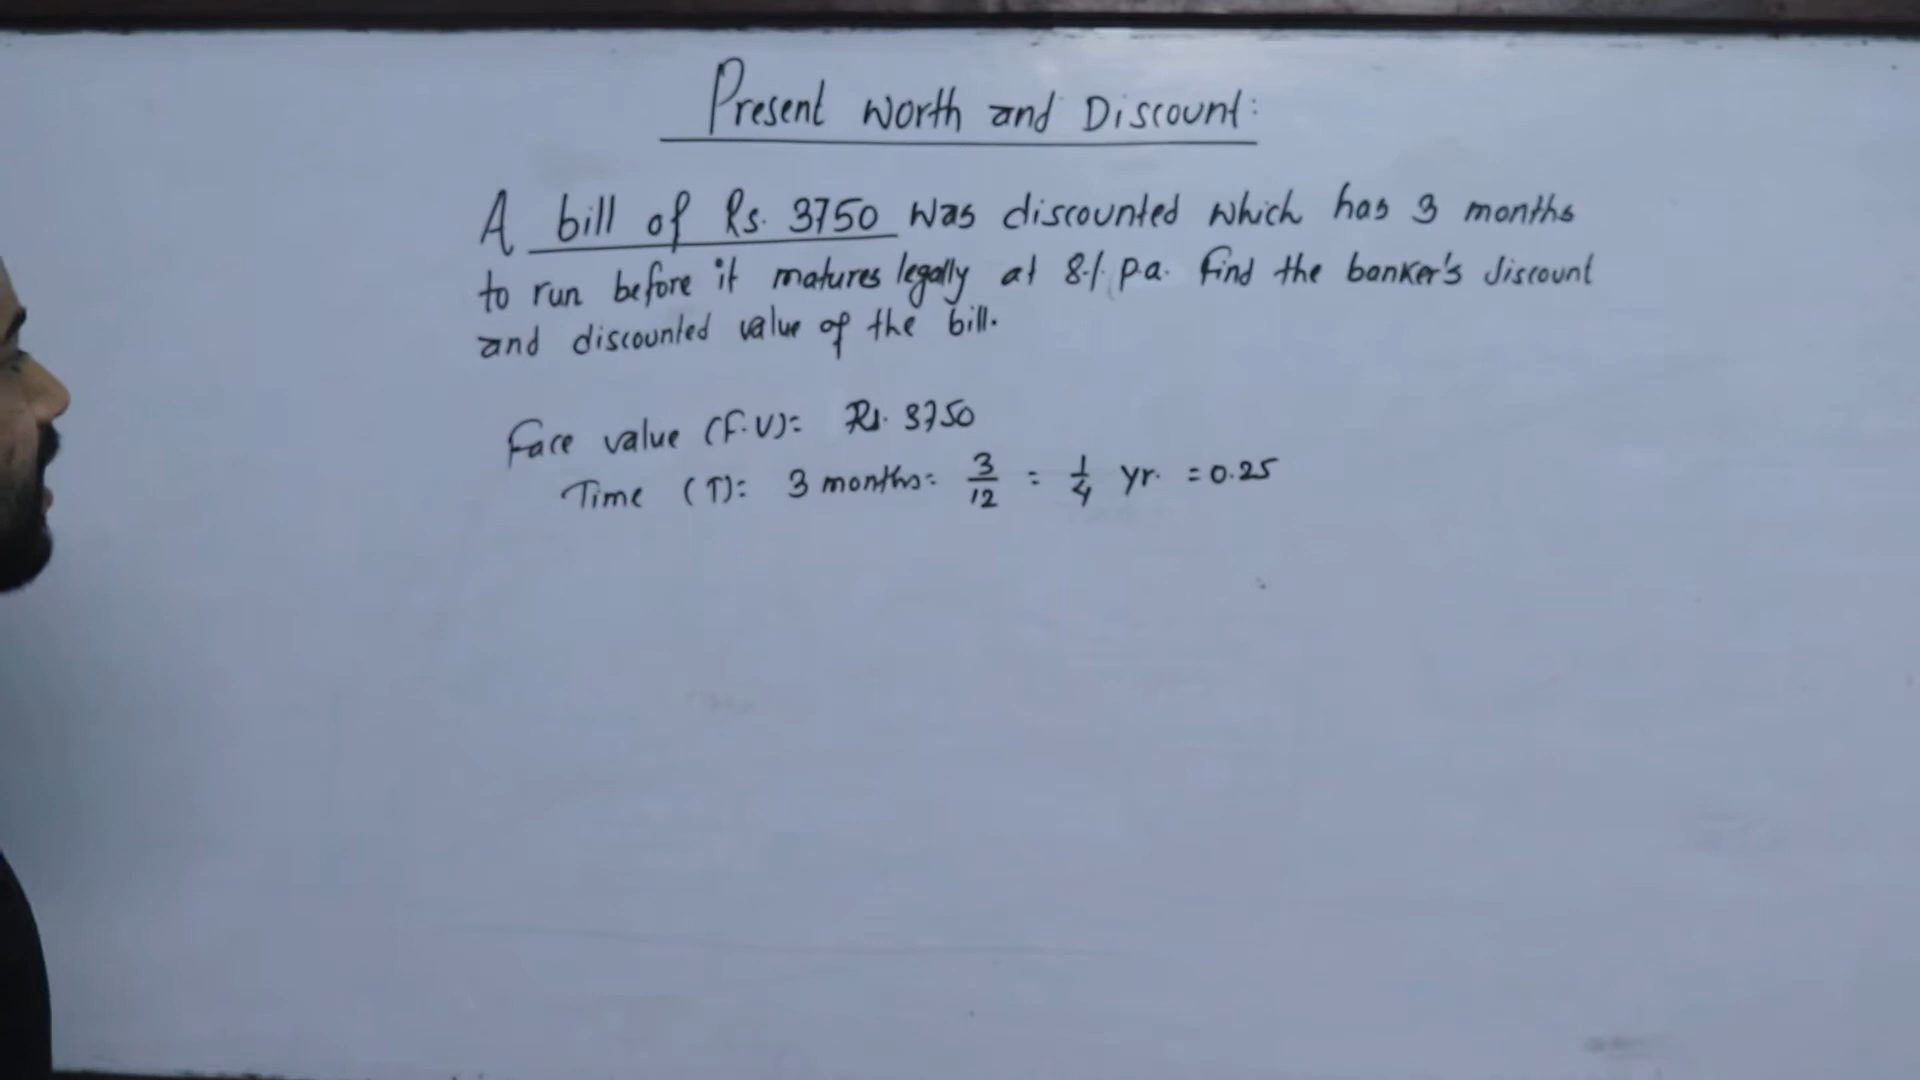 Present Worth and Discount:
A bill of Rs. 3750 was discounted which has 3 months
to run before it matures legally at 8% p.a. Find the banker's discount
and discounted value of the bill.
Face value (F.V)= Rs. 3750
Time (T)= 3 months = 3/12 = 1/4 yr. = 0.25